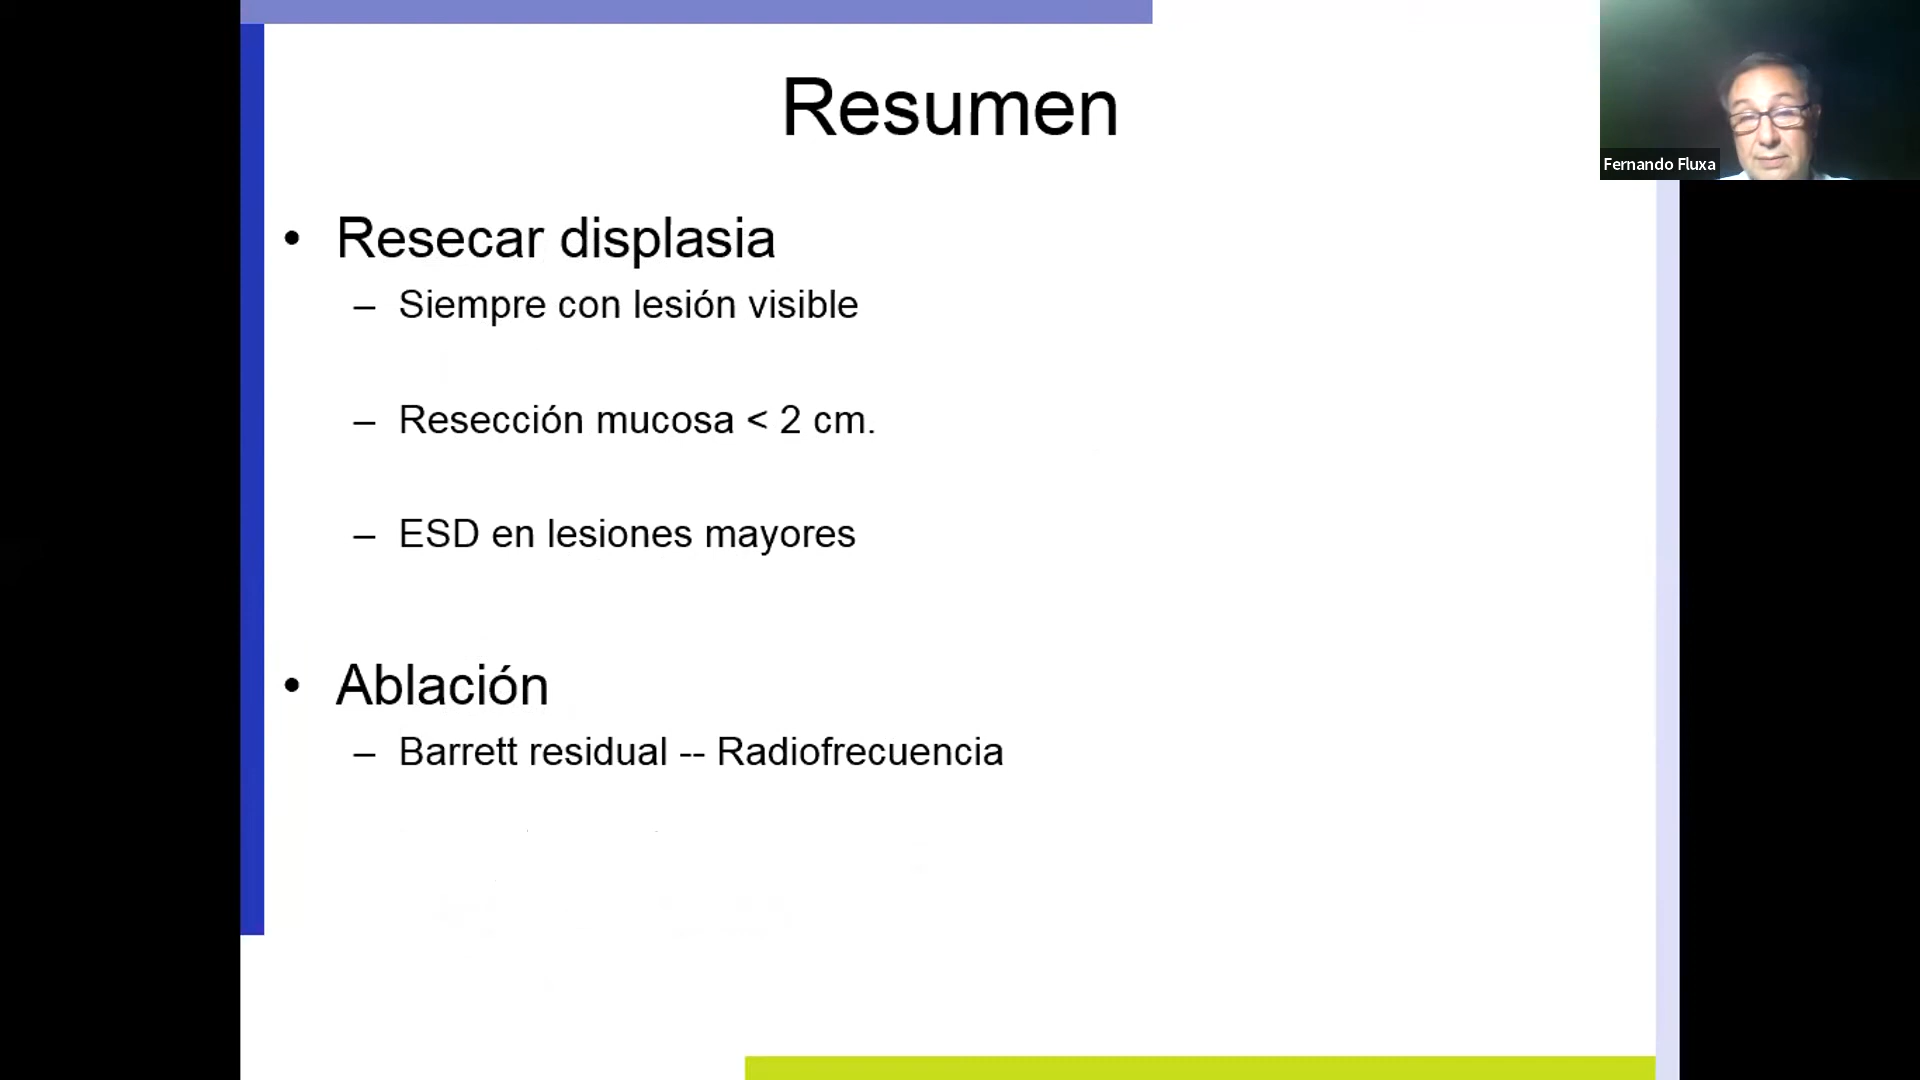 Resumen
Fernando Fluxa
• Resecar displasia
– Siempre con lesión visible
– Resección mucosa < 2 cm.
– ESD en lesiones mayores
• Ablación
– Barrett residual -- Radiofrecuencia